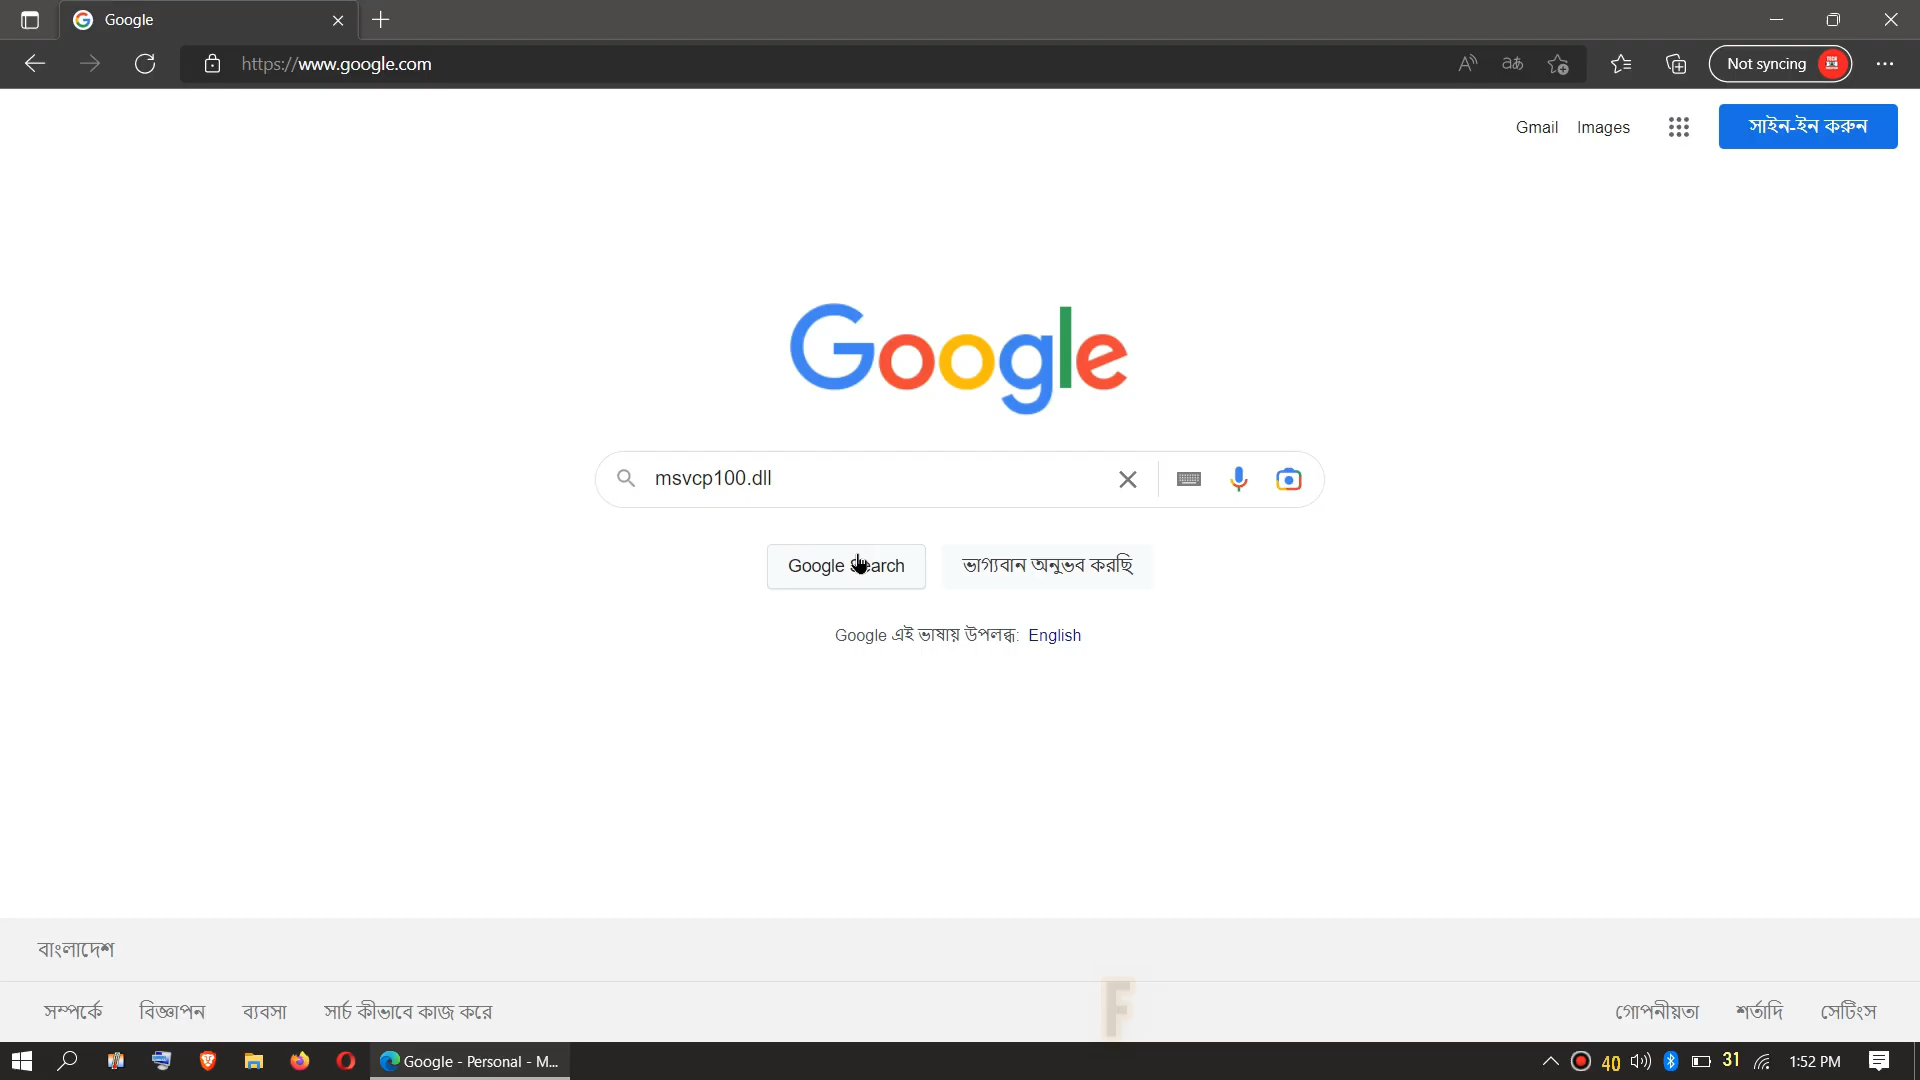 Google
https://www.google.com
Not syncing
Gmail Images
সাইন-ইন করুন
Google
msvcp100.dll
Google Search
ভাগ্যবান অনুভব করছি
Google এই ভাষায় উপলব্ধ: English
বাংলাদেশ
সম্পর্কে বিজ্ঞাপন ব্যবসা সার্চ কীভাবে কাজ করে
F
গোপনীয়তা শর্তাদি সেটিংস
Google - Personal - M...
40
31
1:52 PM